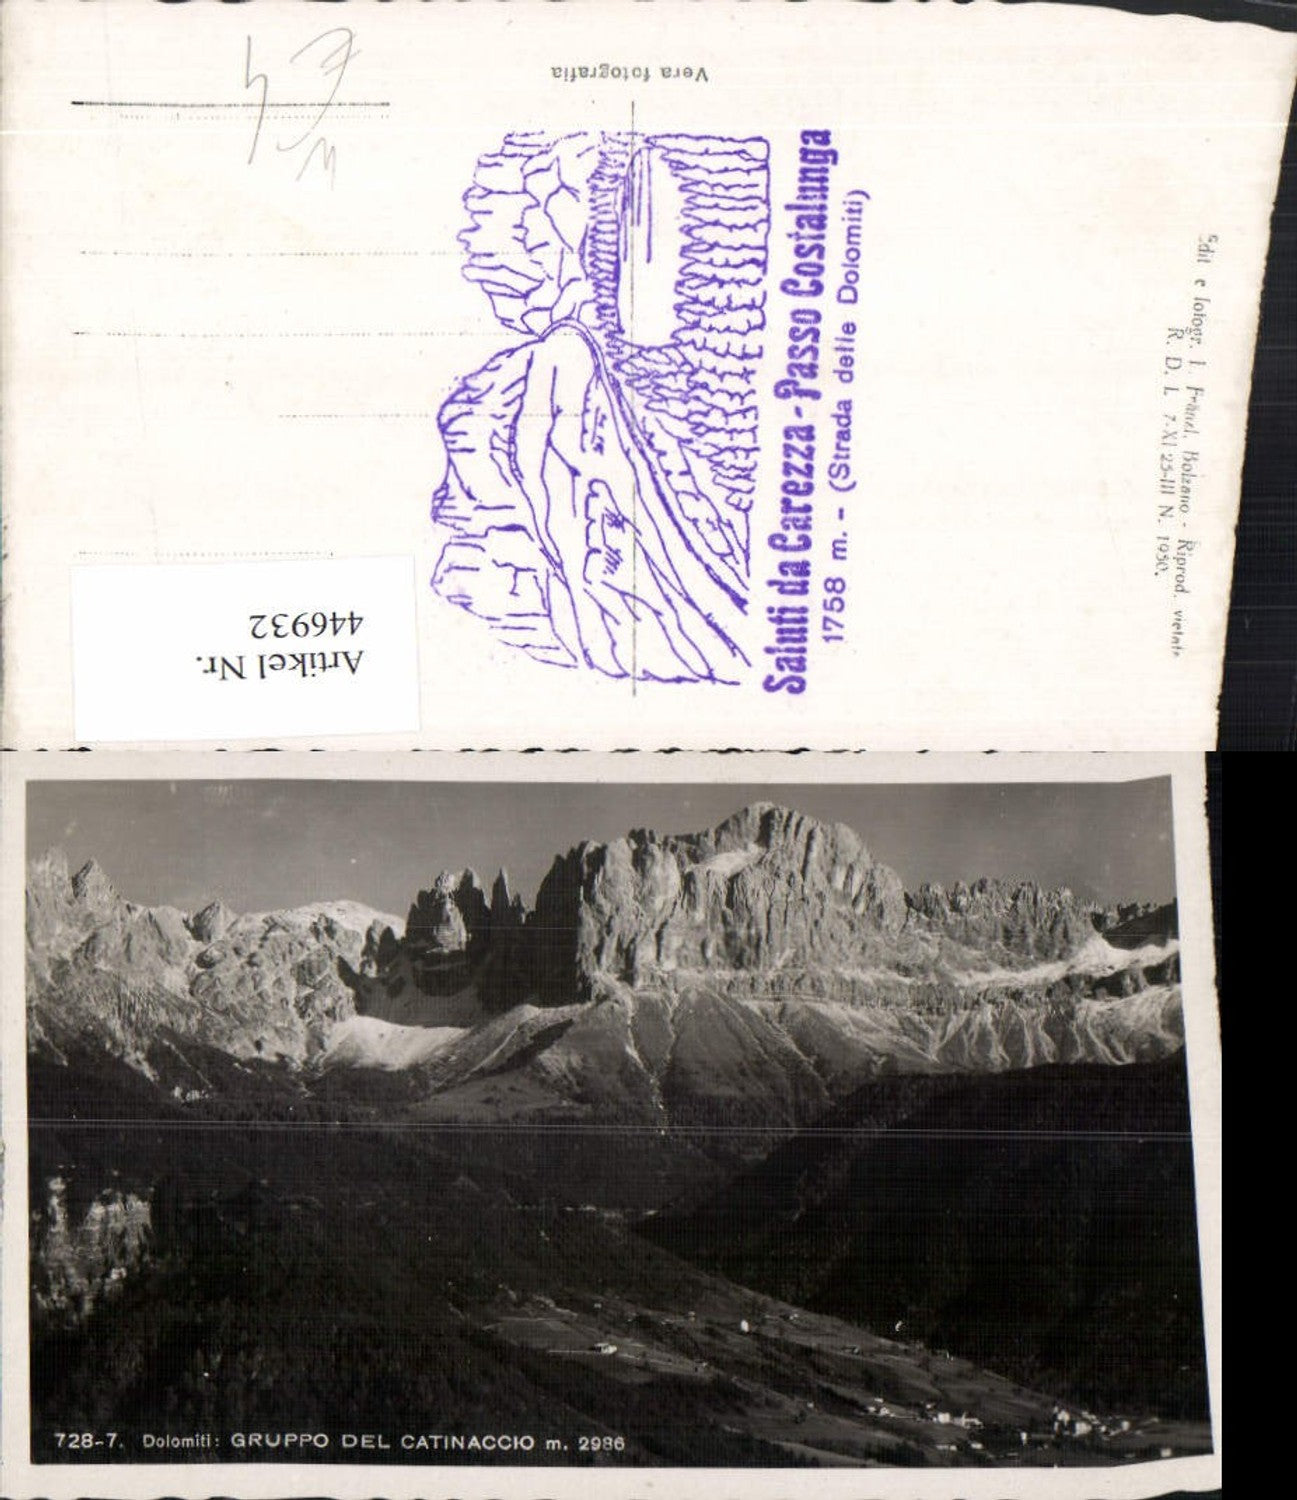 Vera fotografia
Saluti da Carezza - Passo Costalunga
1758 m. - (Strada delle Dolomiti)
Edit e fotogr. I. Fränzl, Bolzano - Riprod. vietata
R. D. L. 7-XI 25-III N. 1950.
Artikel Nr.
446932
728-7. Dolomiti: GRUPPO DEL CATINACCIO m. 2986